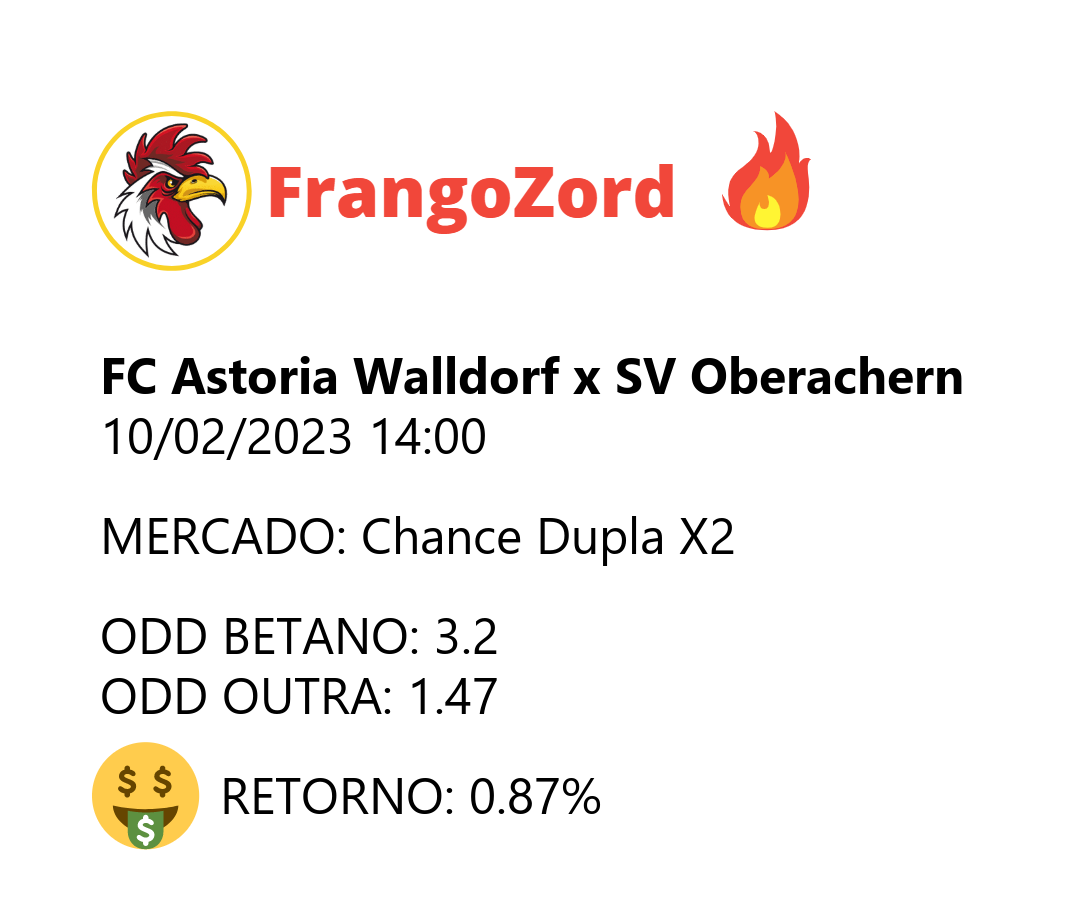 FrangoZord
FC Astoria Walldorf x SV Oberachern
10/02/2023 14:00
MERCADO: Chance Dupla X2
ODD BETANO: 3.2
ODD OUTRA: 1.47
$ $
$
RETORNO: 0.87%